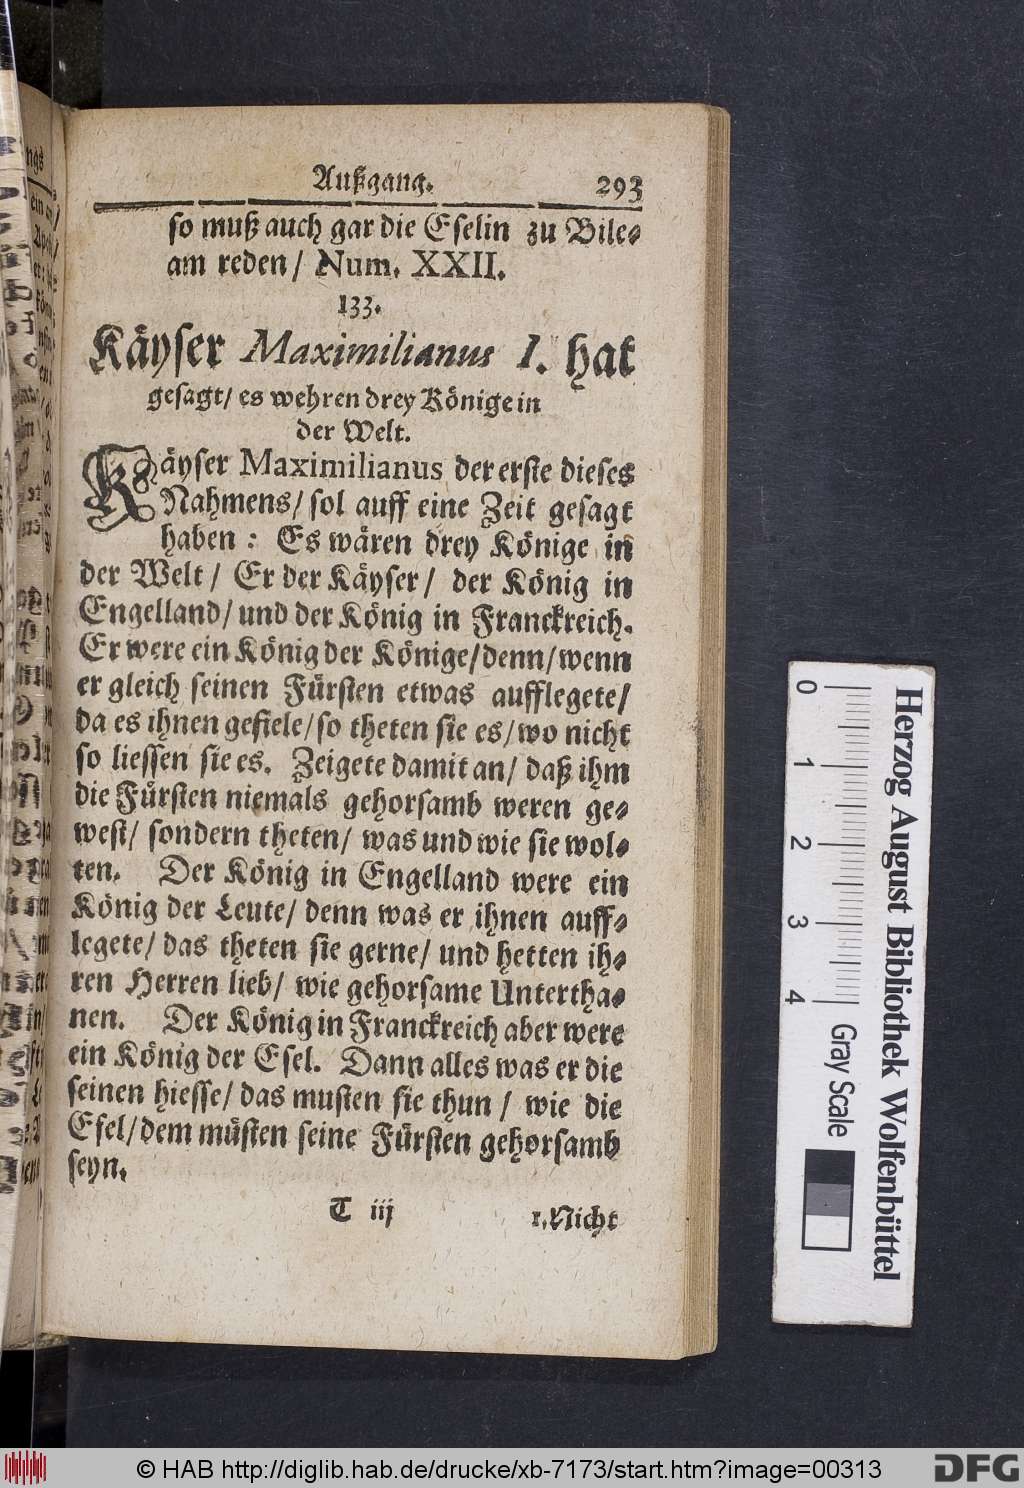 Außgang. 293
so muß auch gar die Eselin zu Bile-
am reden / Num. XXII.
133.
Käyser Maximilianus I. hat
gesagt / es wehren drey Könige in
der Welt.
Käyser Maximilianus der erste dieses
Nahmens / sol auff eine Zeit gesagt
haben : Es wären drey Könige in
der Welt / Er der Käyser / der König in
Engelland / und der König in Franckreich.
Er were ein König der Könige / denn / wenn
er gleich seinen Fürsten etwas aufflegete /
da es ihnen gefiele / so theten sie es / wo nicht
so liessen sie es. Zeigete damit an / daß ihm
die Fürsten niemals gehorsamb weren ge-
west / sondern theten / was und wie sie wol-
ten. Der König in Engelland were ein
König der Leute / denn was er ihnen auff-
legete / das theten sie gerne / und hetten ih-
ren Herren lieb / wie gehorsame Untertha-
nen. Der König in Franckreich aber were
ein König der Esel. Dann alles was er die
seinen hiesse / das musten sie thun / wie die
Esel / dem müsten seine Fürsten gehorsamb
seyn.
T iij 1. Nicht
Herzog August Bibliothek Wolfenbüttel
0 1 2 3 4 Gray Scale
© HAB http://diglib.hab.de/drucke/xb-7173/start.htm?image=00313
DFG